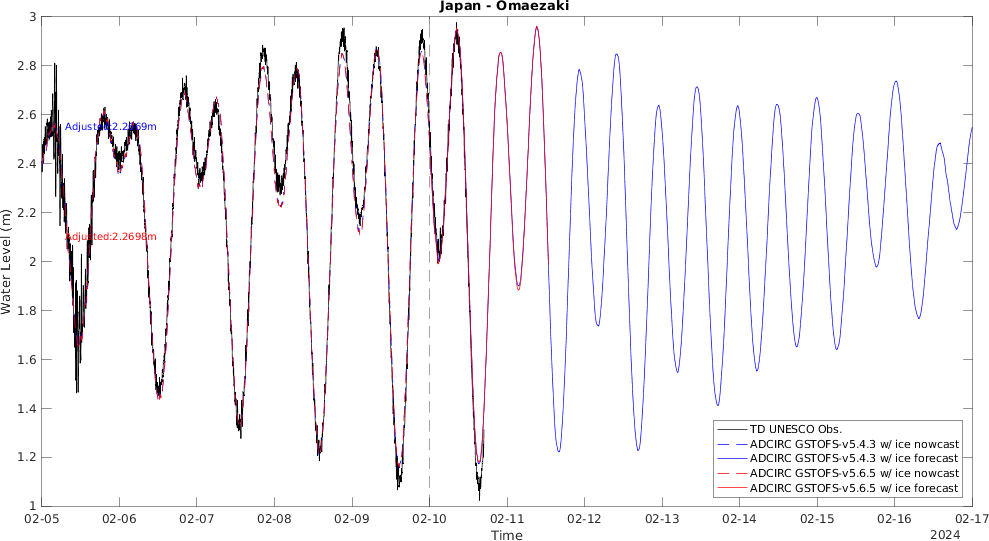 Japan - Omaezaki
3
2.8
2.6
2.4
2.2
2
1.8
1.6
1.4
1.2
1
Water Level (m)
Adjusted:2.2669m
Adjusted:2.2698m
TD UNESCO Obs.
ADCIRC GSTOFS-v5.4.3 w/ ice nowcast
ADCIRC GSTOFS-v5.4.3 w/ ice forecast
ADCIRC GSTOFS-v5.6.5 w/ ice nowcast
ADCIRC GSTOFS-v5.6.5 w/ ice forecast
02-05 02-06 02-07 02-08 02-09 02-10 02-11 02-12 02-13 02-14 02-15 02-16 02-17
Time
2024